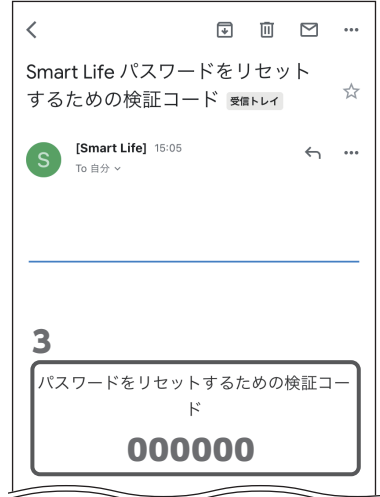 Smart Life パスワードをリセット
するための検証コード 受信トレイ
S
[Smart Life] 15:05
To 自分
3
パスワードをリセットするための検証コー
ド
000000